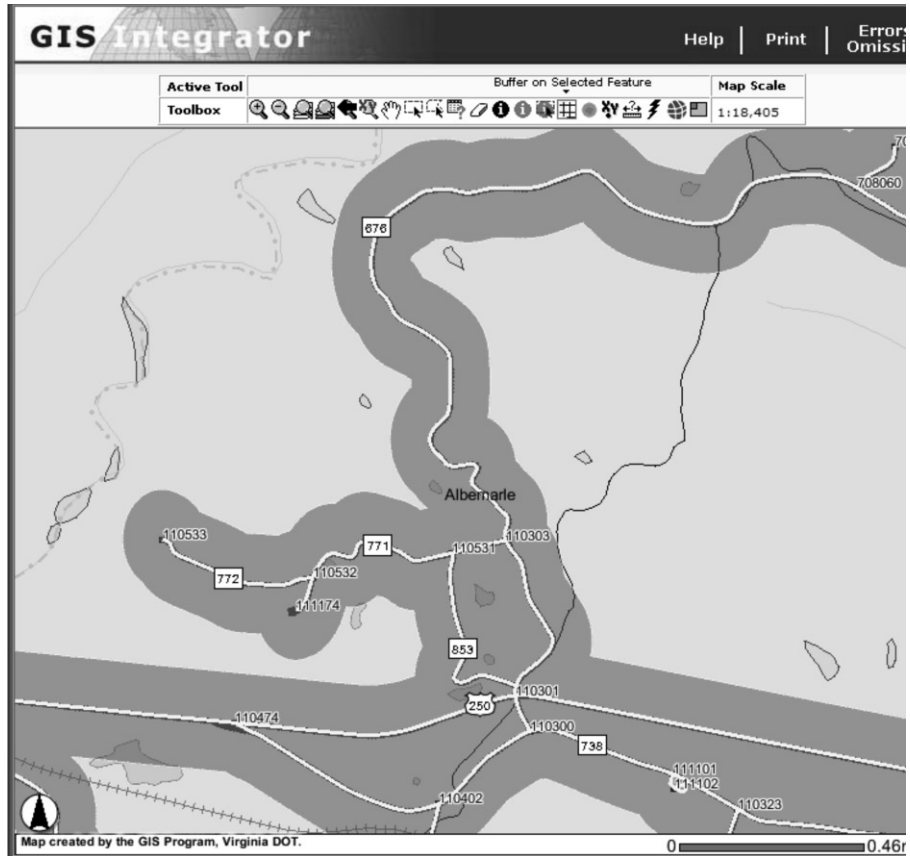 GIS Integrator
Help | Print | Errors
Omissi
Active Tool Buffer on Selected Feature Map Scale
Toolbox 1:18,405
70
708060
676
Albemarle
110533
771
110531
110303
772
110532
111174
853
110301
250
110474
110300
738
111101
111102
110402
110323
Map created by the GIS Program, Virginia DOT.
0 0.46m